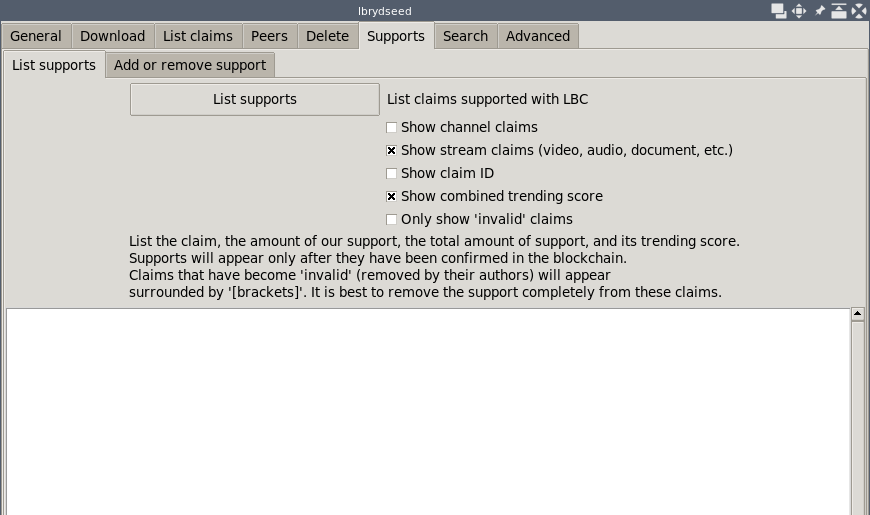 lbrydseed
General Download List claims Peers Delete Supports Search Advanced
List supports Add or remove support
List supports List claims supported with LBC
Show channel claims
Show stream claims (video, audio, document, etc.)
Show claim ID
Show combined trending score
Only show 'invalid' claims
List the claim, the amount of our support, the total amount of support, and its trending score.
Supports will appear only after they have been confirmed in the blockchain.
Claims that have become 'invalid' (removed by their authors) will appear
surrounded by '[brackets]'. It is best to remove the support completely from these claims.